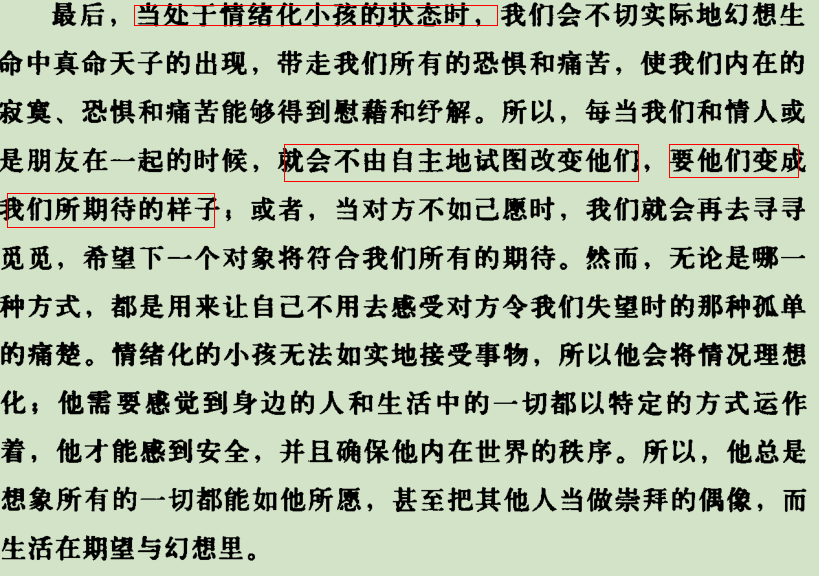 最后，当处于情绪化小孩的状态时，我们会不切实际地幻想生
命中真命天子的出现，带走我们所有的恐惧和痛苦，使我们内在的
寂寞、恐惧和痛苦能够得到慰藉和纾解。所以，每当我们和情人或
是朋友在一起的时候，就会不由自主地试图改变他们，要他们变成
我们所期待的样子；或者，当对方不如己愿时，我们就会再去寻寻
觅觅，希望下一个对象将符合我们所有的期待。然而，无论是哪一
种方式，都是用来让自己不用去感受对方令我们失望时的那种孤单
的痛楚。情绪化的小孩无法如实地接受事物，所以他会将情况理想
化；他需要感觉到身边的人和生活中的一切都以特定的方式运作
着，他才能感到安全，并且确保他内在世界的秩序。所以，他总是
想象所有的一切都能如他所愿，甚至把其他人当做崇拜的偶像，而
生活在期望与幻想里。